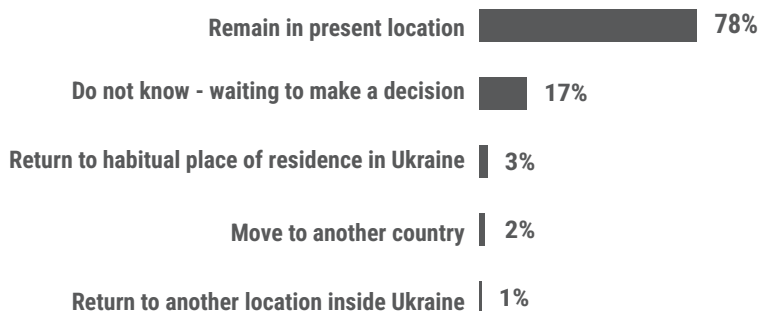 Remain in present location 78%
Do not know - waiting to make a decision 17%
Return to habitual place of residence in Ukraine 3%
Move to another country 2%
Return to another location inside Ukraine 1%